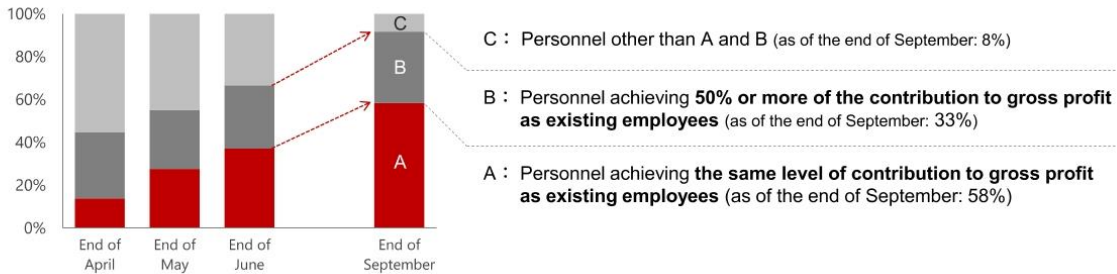 100%
80%
60%
40%
20%
0%
C
B
A
End of
April
End of
May
End of
June
End of
September
C： Personnel other than A and B (as of the end of September: 8%)
B： Personnel achieving 50% or more of the contribution to gross profit
as existing employees (as of the end of September: 33%)
A： Personnel achieving the same level of contribution to gross profit
as existing employees (as of the end of September: 58%)